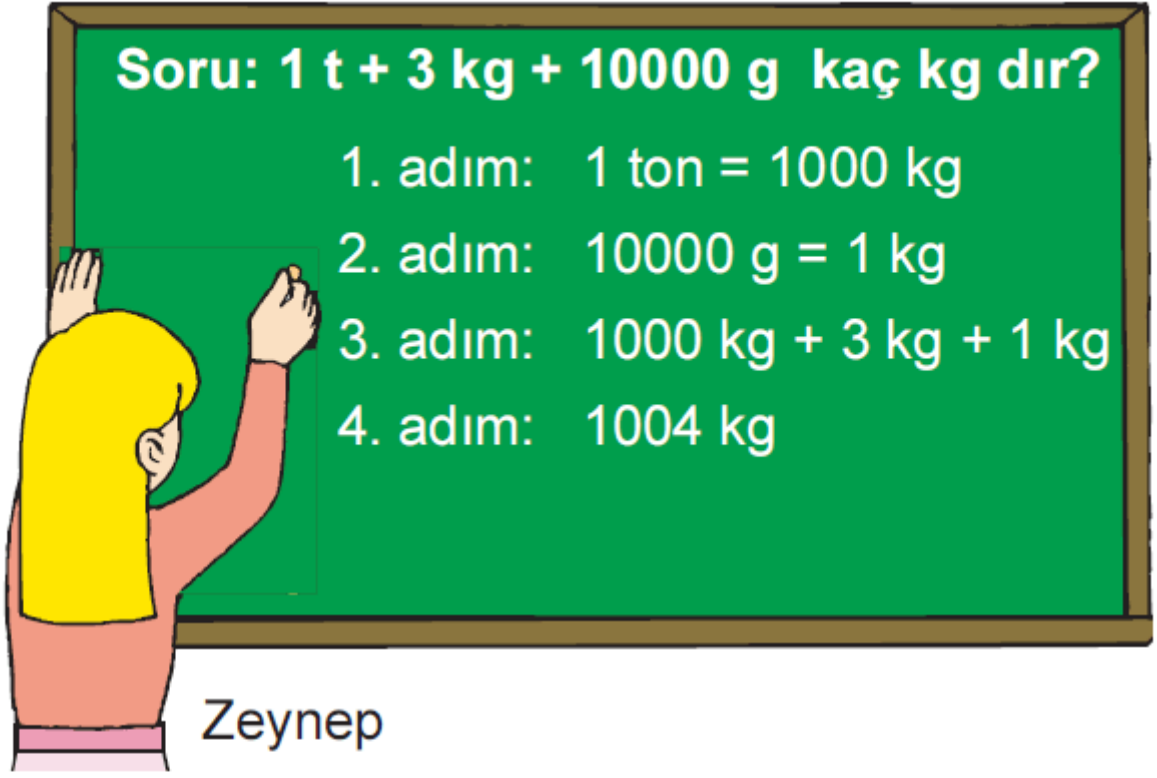 Soru: 1 t + 3 kg + 10000 g kaç kg dır?
1. adım: 1 ton = 1000 kg
2. adım: 10000 g = 1 kg
3. adım: 1000 kg + 3 kg + 1 kg
4. adım: 1004 kg
Zeynep